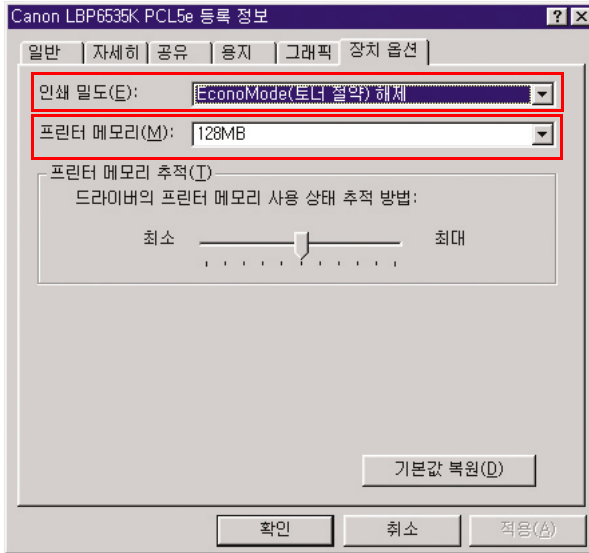 Canon LBP6535K PCL5e 등록 정보
일반 자세히 공유 용지 그래픽 장치 옵션
인쇄 밀도(E): EconoMode(토너 절약) 해제
프린터 메모리(M): 128MB
프린터 메모리 추적(T)
드라이버의 프린터 메모리 사용 상태 추적 방법:
최소 최대
기본값 복원(D)
확인 취소 적용(A)